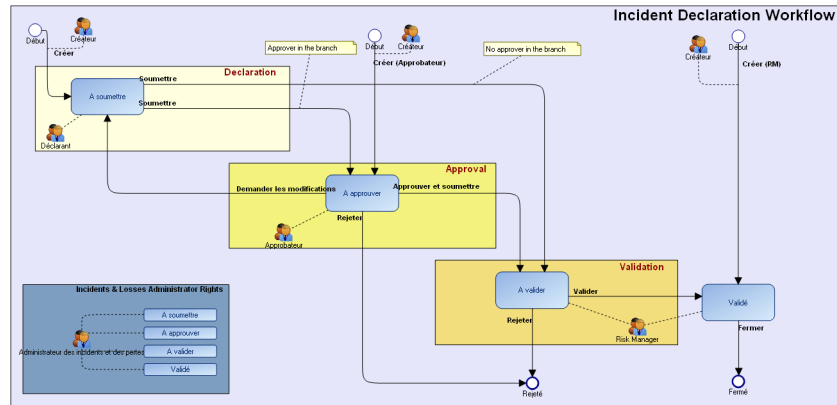 Incident Declaration Workflow
Début
Créateur
Créer
Début
Créateur
Créer (Approbateur)
Approver in the branch
No approver in the branch
Début
Créateur
Créer (RM)
Declaration
Soumettre
A soumettre
Soumettre
Déclarant
Approval
Demander les modifications
A approuver
Approuver et soumettre
Rejeter
Approbateur
Validation
A valider
Valider
Rejeter
Risk Manager
Validé
Fermer
Incidents & Losses Administrator Rights
A soumettre
A approuver
Administrateur des incidents et des pertes
A valider
Validé
Rejeté
Fermé